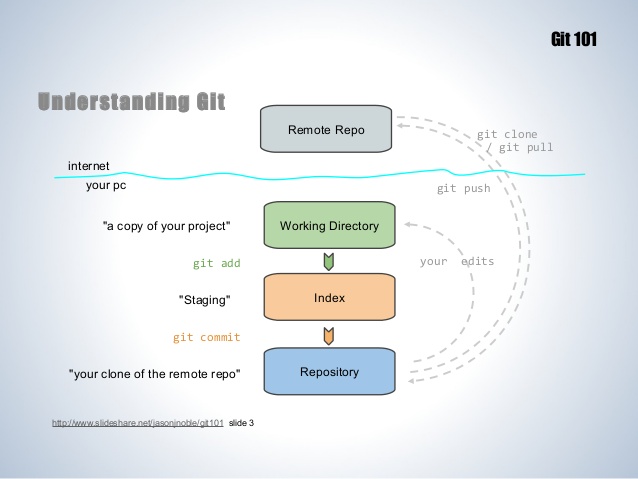 Git 101
Understanding Git
Remote Repo
git clone
/ git pull
internet
your pc
git push
"a copy of your project"
Working Directory
git add
your edits
"Staging"
Index
git commit
"your clone of the remote repo"
Repository
http://www.slideshare.net/jasonjnoble/git101 slide 3